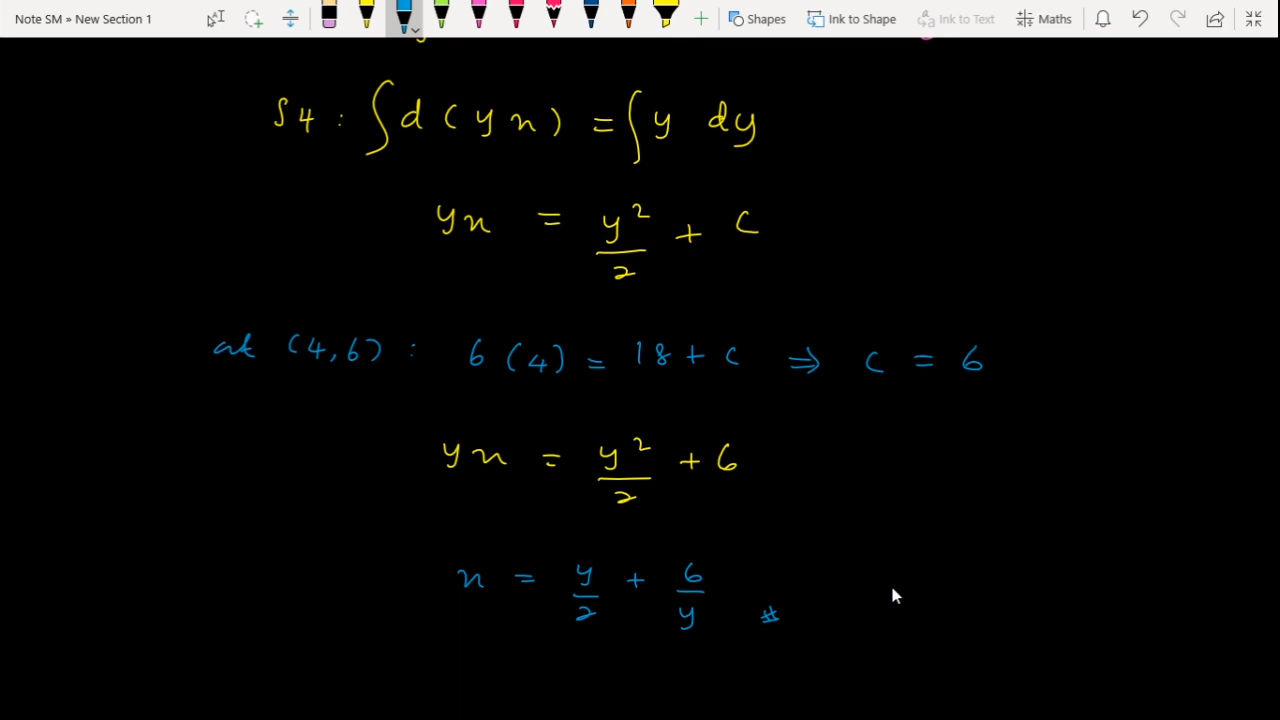 Note SM » New Section 1 Shapes Ink to Shape Ink to Text Maths
S4 : ∫ d ( y x ) = ∫ y dy
yx = y²/2 + c
at (4,6) : 6 (4) = 18 + c ⇒ c = 6
yx = y²/2 + 6
x = y/2 + 6/y #